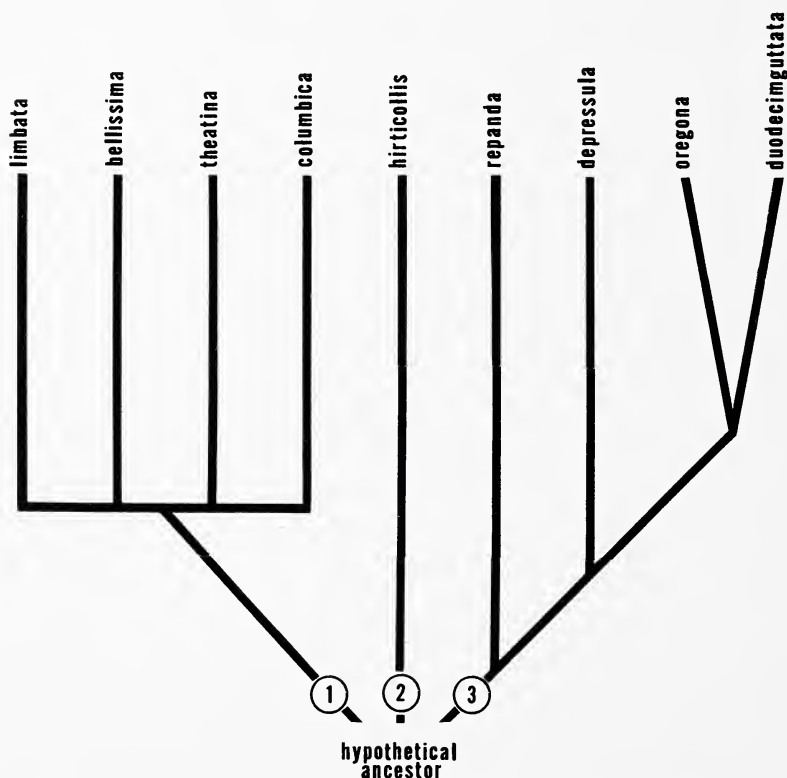 limbata
bellissima
theatina
columbica
hirticollis
repanda
depressula
oregona
duodecimguttata
1
2
3
hypothetical
ancestor